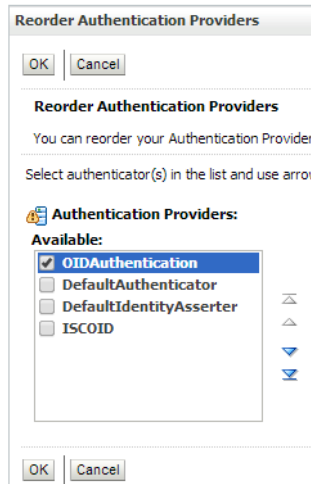 Reorder Authentication Providers
OK Cancel
Reorder Authentication Providers
You can reorder your Authentication Provider
Select authenticator(s) in the list and use arrow
Authentication Providers:
Available:
OIDAuthentication
DefaultAuthenticator
DefaultIdentityAsserter
ISCOID
OK Cancel